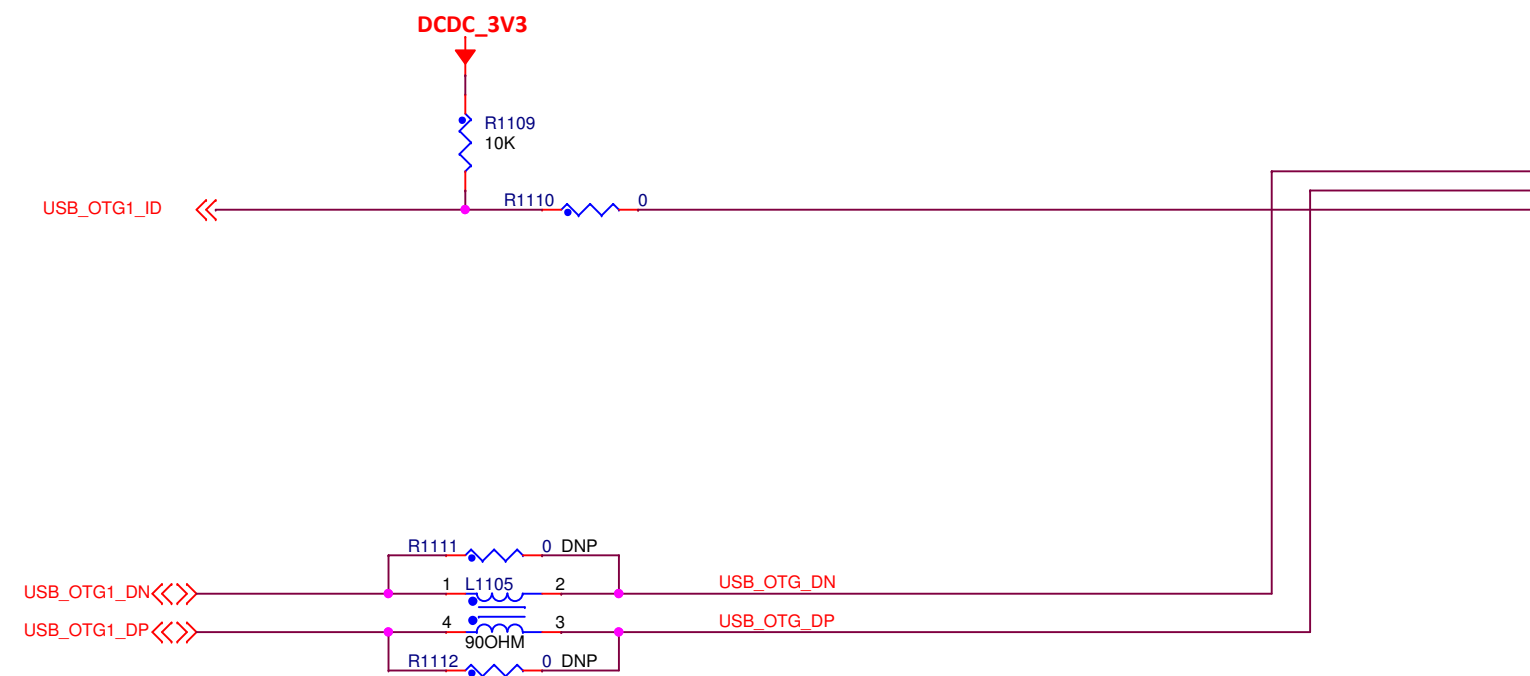 DCDC_3V3
R1109
10K
USB_OTG1_ID
R1110 0
R1111 0 DNP
USB_OTG1_DN 1 L1105 2 USB_OTG_DN
USB_OTG1_DP 4 3 USB_OTG_DP
90OHM
R1112 0 DNP